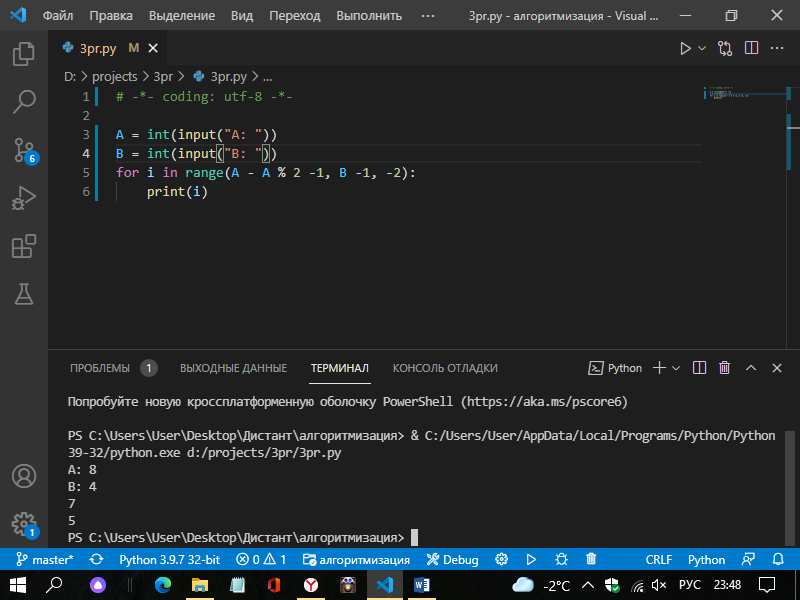 Файл Правка Выделение Вид Переход Выполнить ··· 3pr.py - алгоритмизация - Visual ...
3pr.py M
D: > projects > 3pr > 3pr.py > ...
1 # -*- coding: utf-8 -*-
2
3 A = int(input("A: "))
4 B = int(input("B: "))
5 for i in range(A - A % 2 -1, B -1, -2):
6 print(i)
6
ПРОБЛЕМЫ 1 ВЫХОДНЫЕ ДАННЫЕ ТЕРМИНАЛ КОНСОЛЬ ОТЛАДКИ Python
Попробуйте новую кроссплатформенную оболочку PowerShell (https://aka.ms/pscore6)
PS C:\Users\User\Desktop\Дистант\алгоритмизация> & C:/Users/User/AppData/Local/Programs/Python/Python
39-32/python.exe d:/projects/3pr/3pr.py
A: 8
B: 4
7
5
PS C:\Users\User\Desktop\Дистант\алгоритмизация>
1
master* Python 3.9.7 32-bit 0 1 алгоритмизация Debug CRLF Python
-2°C РУС 23:48